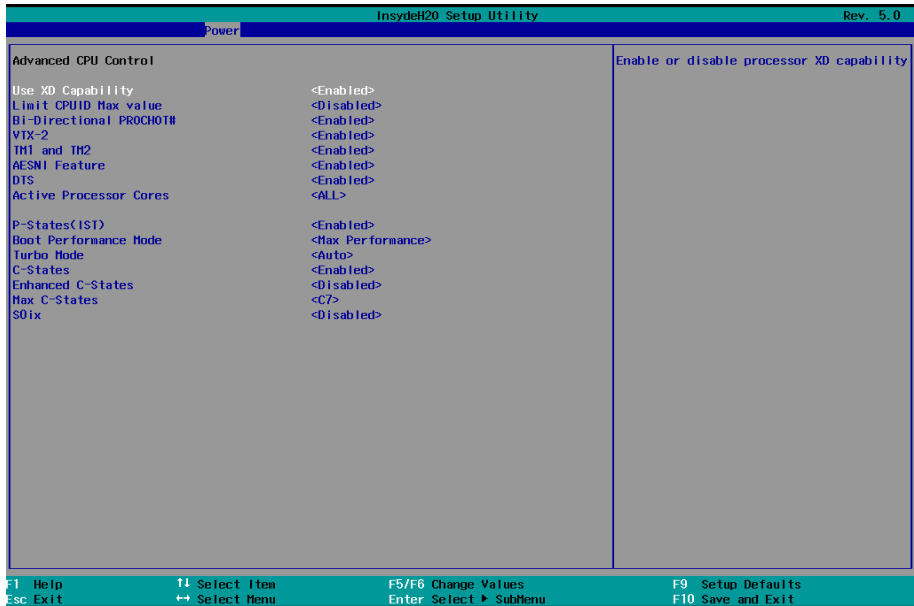 InsydeH20 Setup Utility Rev. 5.0
Power
Advanced CPU Control
Enable or disable processor XD capability
Use XD Capability <Enabled>
Limit CPUID Max value <Disabled>
Bi-Directional PROCHOT# <Enabled>
VTX-2 <Enabled>
TM1 and TM2 <Enabled>
AESNI Feature <Enabled>
DTS <Enabled>
Active Processor Cores <ALL>
P-States(IST) <Enabled>
Boot Performance Mode <Max Performance>
Turbo Mode <Auto>
C-States <Enabled>
Enhanced C-States <Disabled>
Max C-States <C7>
S0ix <Disabled>
F1 Help ↑↓ Select Item F5/F6 Change Values F9 Setup Defaults
Esc Exit ↔ Select Menu Enter Select ▶ SubMenu F10 Save and Exit